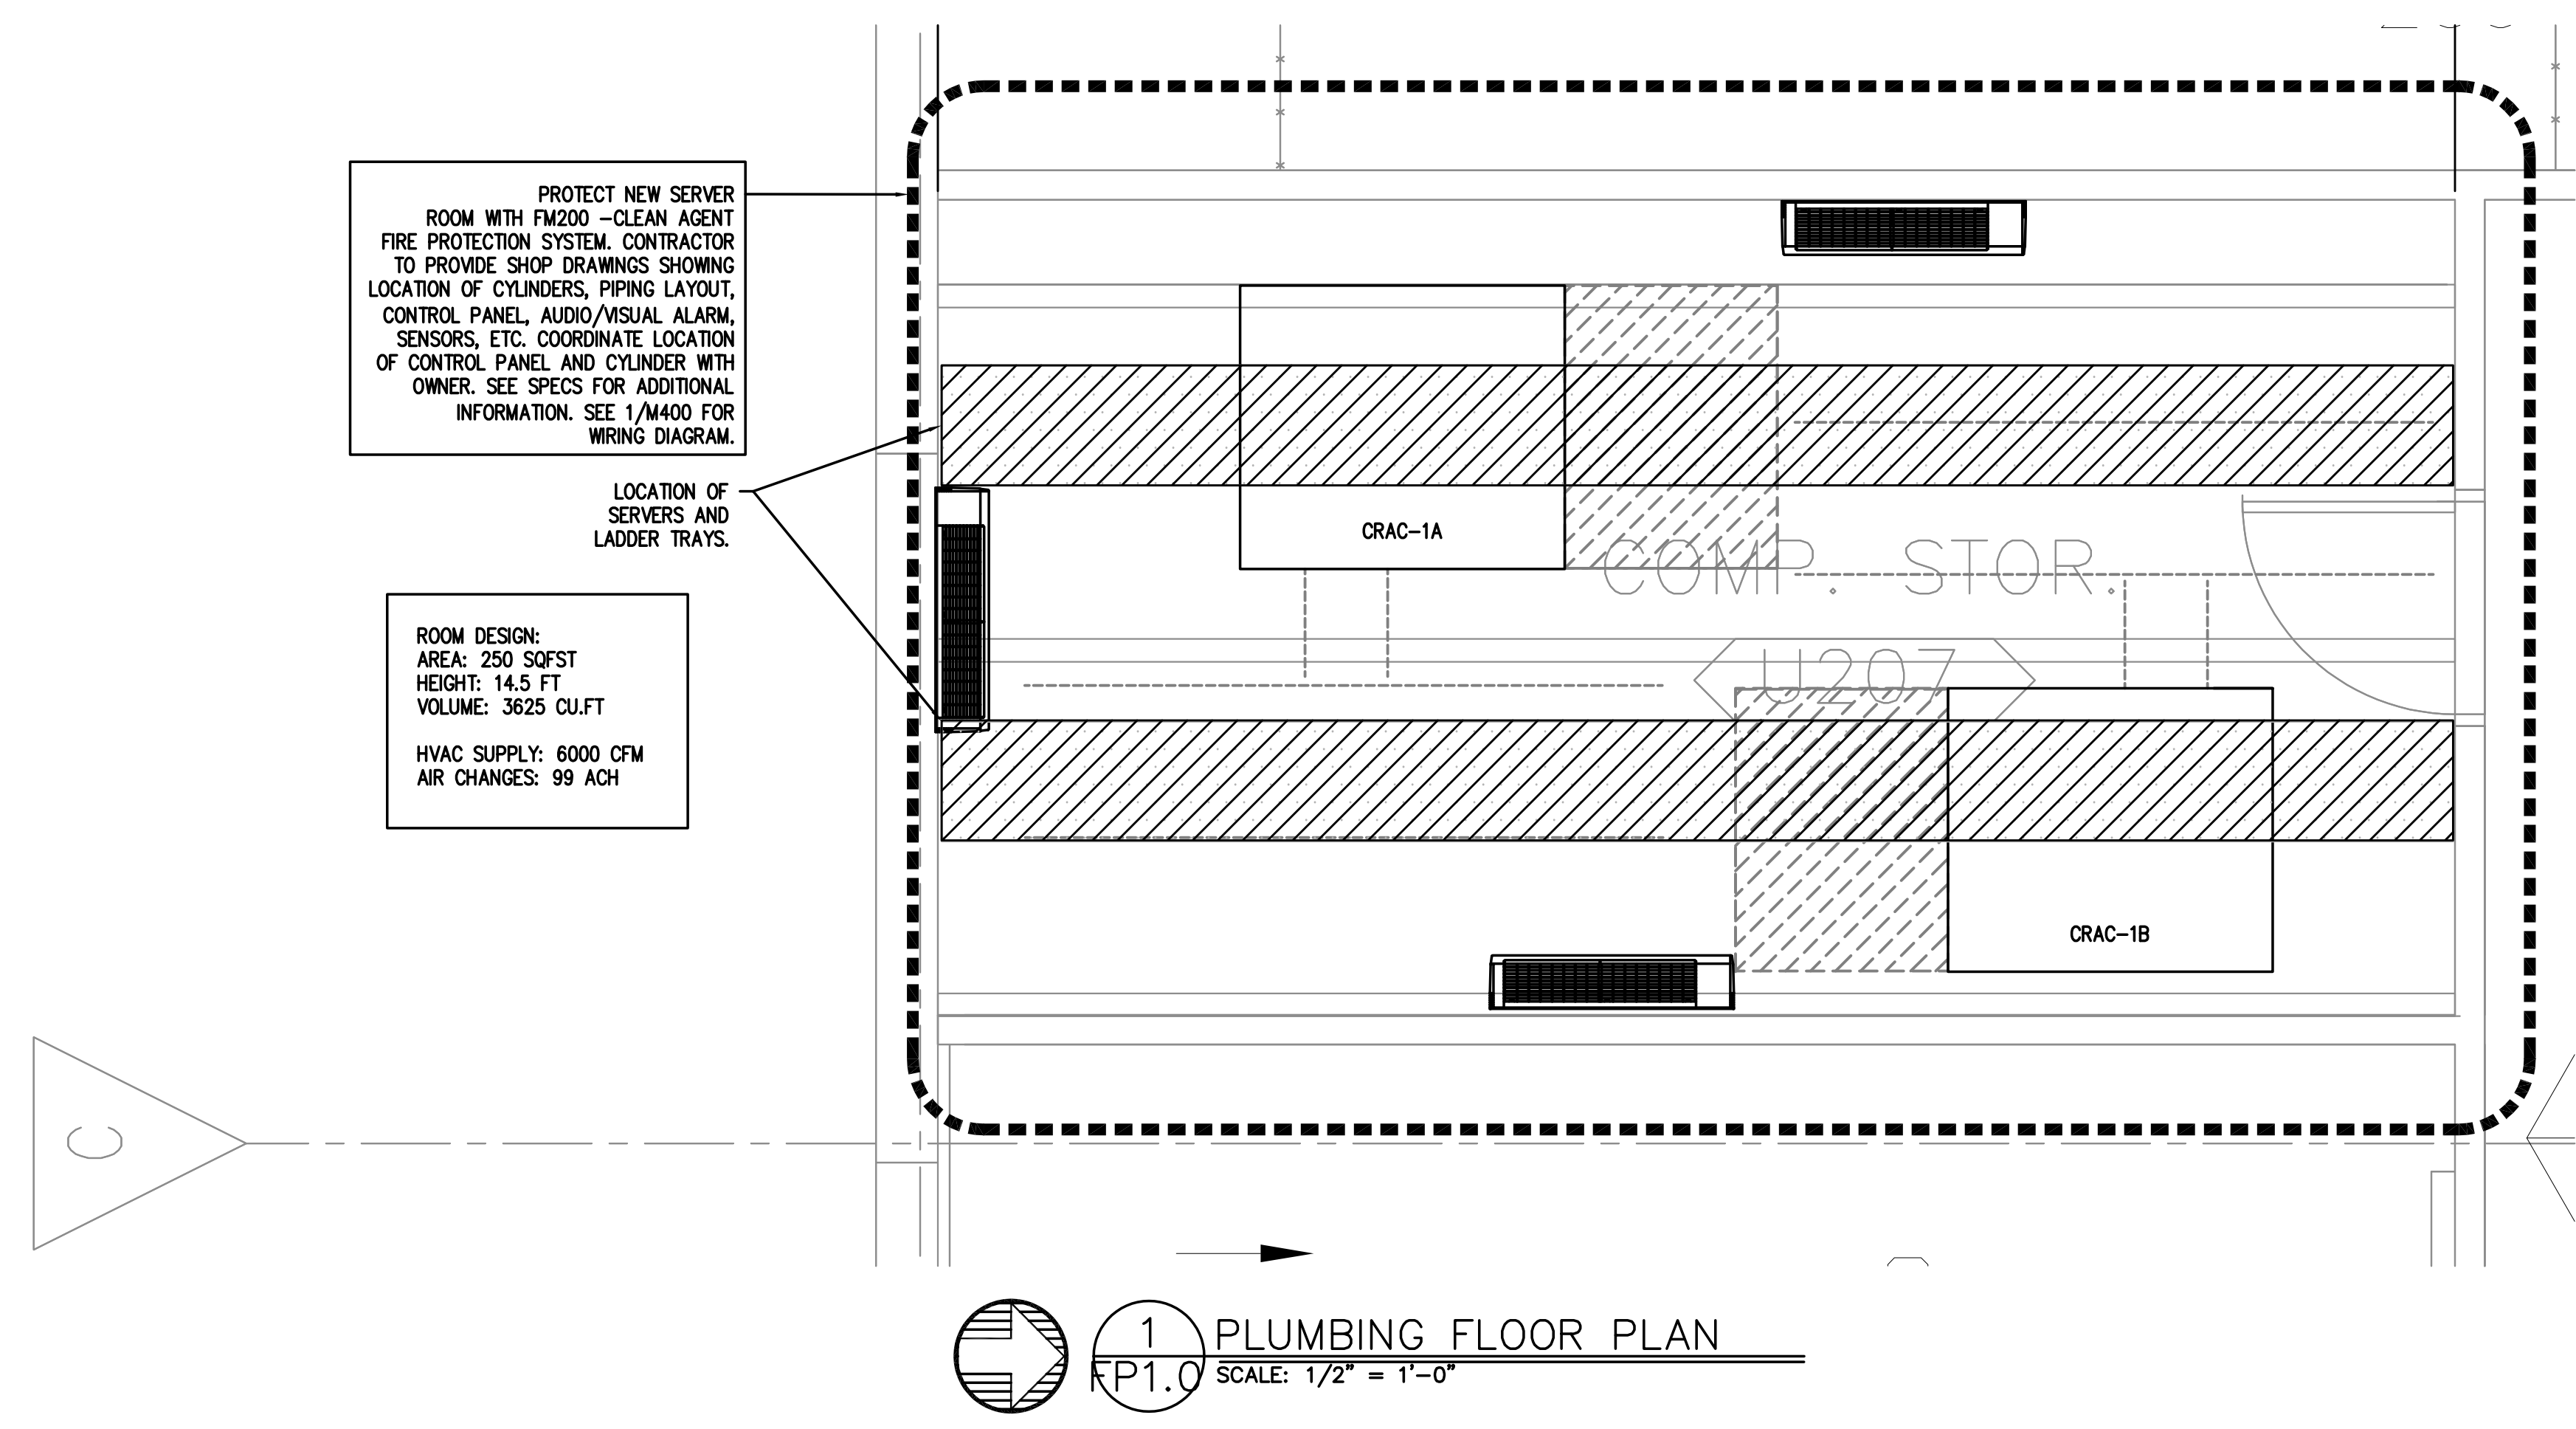 PROTECT NEW SERVER
ROOM WITH FM200 -CLEAN AGENT
FIRE PROTECTION SYSTEM. CONTRACTOR
TO PROVIDE SHOP DRAWINGS SHOWING
LOCATION OF CYLINDERS, PIPING LAYOUT,
CONTROL PANEL, AUDIO/VISUAL ALARM,
SENSORS, ETC. COORDINATE LOCATION
OF CONTROL PANEL AND CYLINDER WITH
OWNER. SEE SPECS FOR ADDITIONAL
INFORMATION. SEE 1/M400 FOR
WIRING DIAGRAM.
LOCATION OF
SERVERS AND
LADDER TRAYS.
ROOM DESIGN:
AREA: 250 SQFST
HEIGHT: 14.5 FT
VOLUME: 3625 CU.FT
HVAC SUPPLY: 6000 CFM
AIR CHANGES: 99 ACH
CRAC-1A
COMP. STOR.
U207
CRAC-1B
C
1
FP1.0
PLUMBING FLOOR PLAN
SCALE: 1/2" = 1'-0"